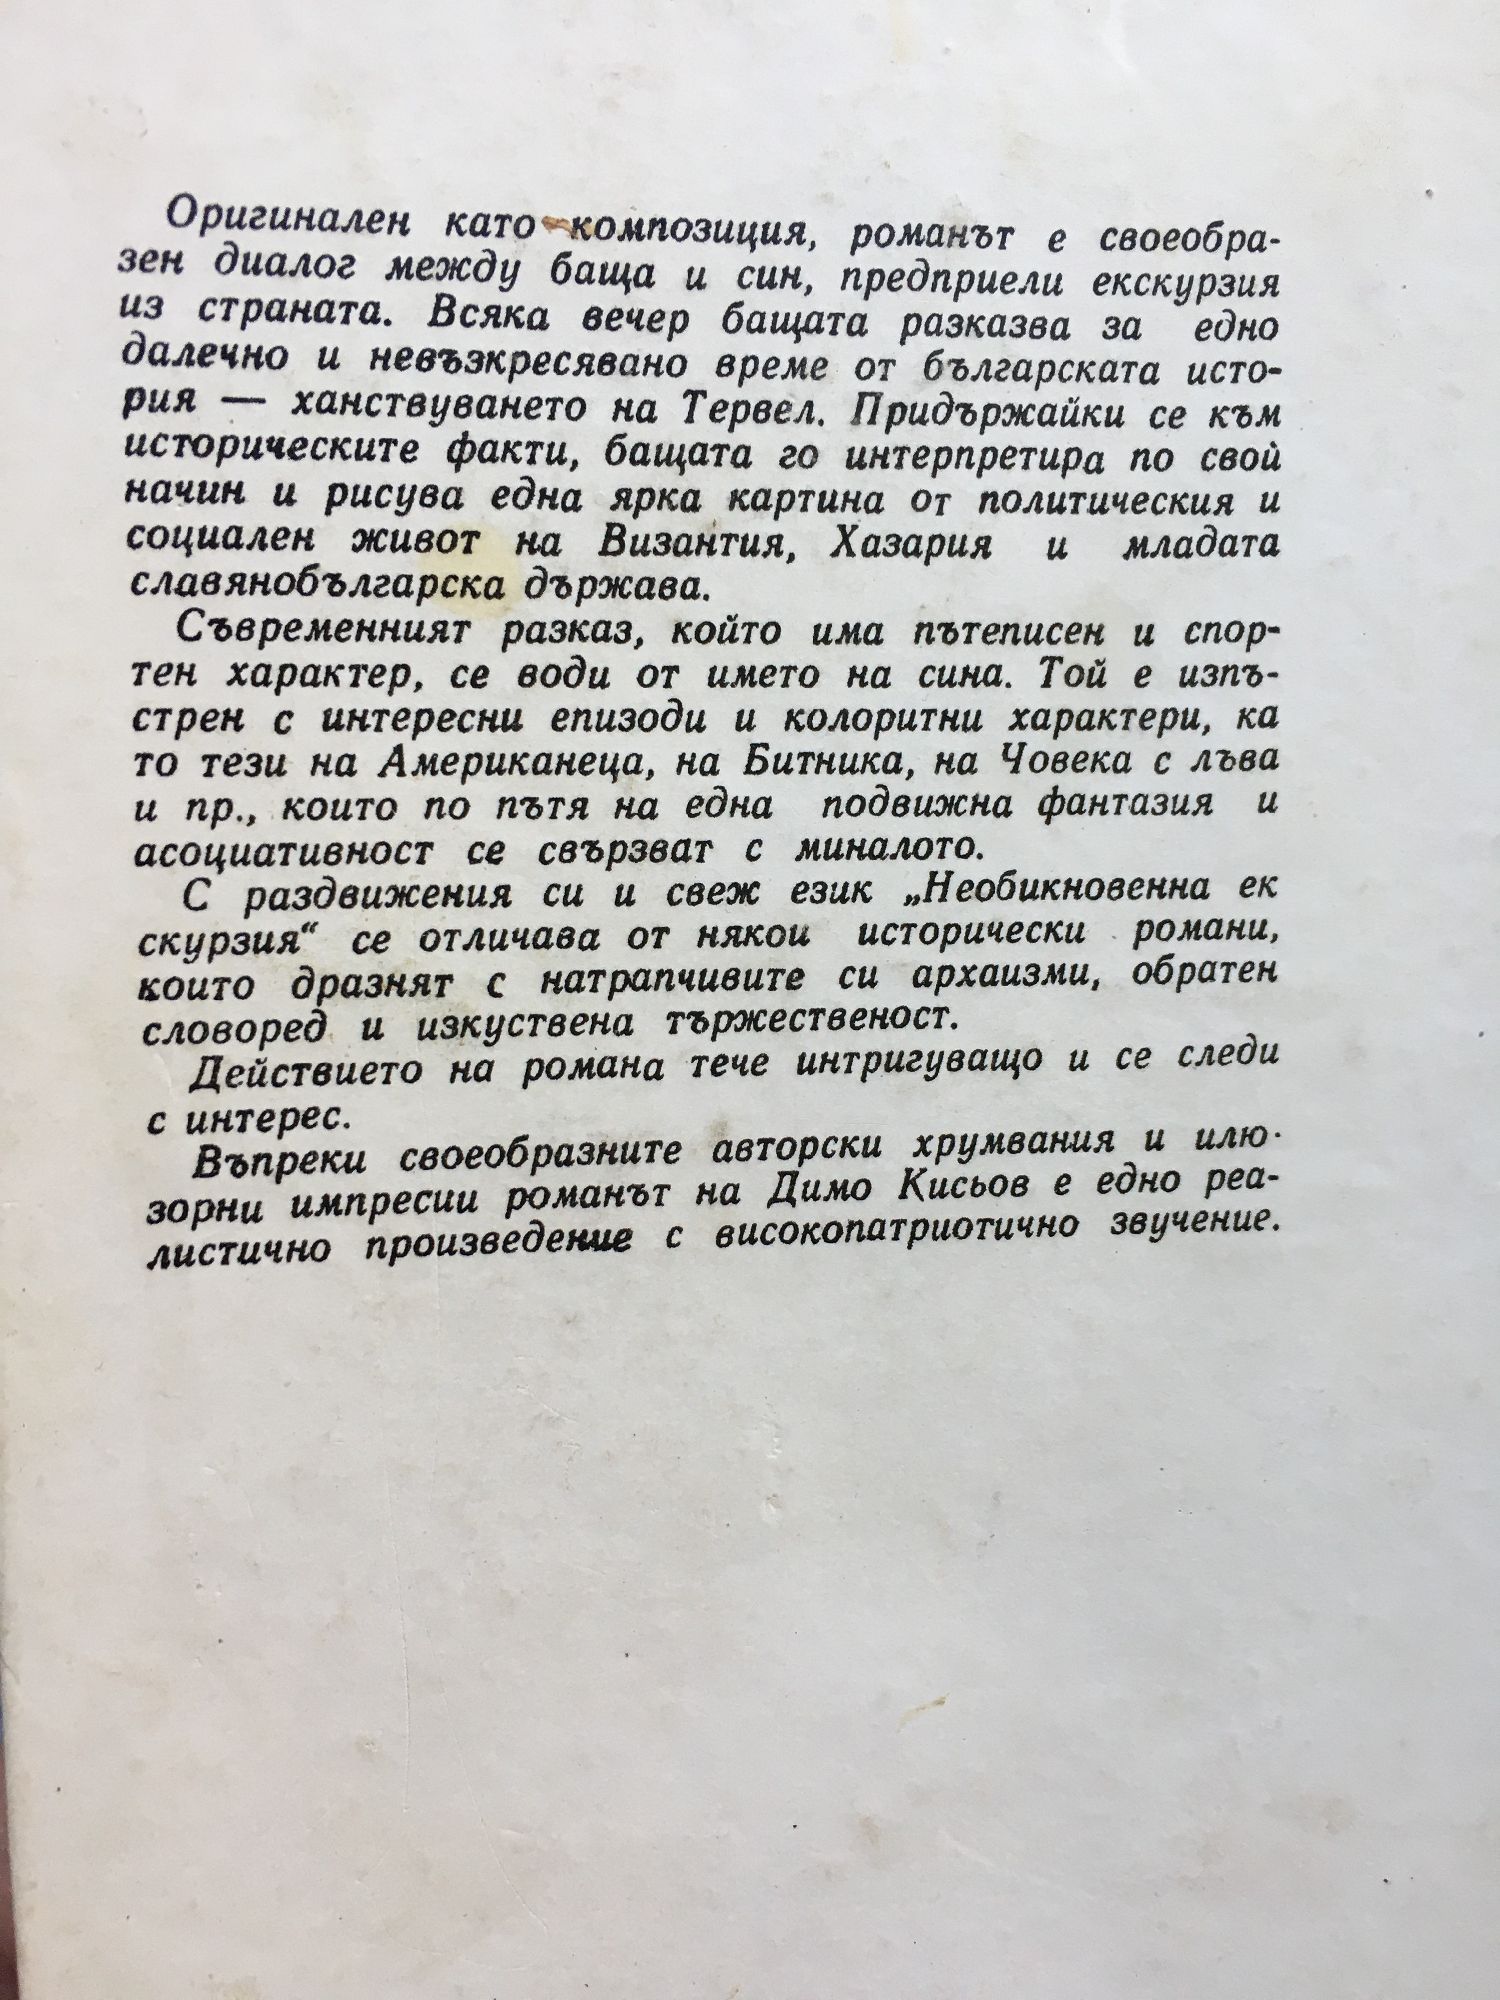 Оригинален като композиция, романът е своеобра-
зен диалог между баща и син, предприели екскурзия
из страната. Всяка вечер бащата разказва за едно
далечно и невъзкресявано време от българската исто-
рия — ханствуването на Тервел. Придържайки се към
историческите факти, бащата го интерпретира по свой
начин и рисува една ярка картина от политическия и
социален живот на Византия, Хазария и младата
славянобългарска държава.
Съвременният разказ, който има пътеписен и спор-
тен характер, се води от името на сина. Той е изпъ-
стрен с интересни епизоди и колоритни характери, ка
то тези на Американеца, на Битника, на Човека с лъва
и пр., които по пътя на една подвижна фантазия и
асоциативност се свързват с миналото.
С раздвижения си и свеж език „Необикновенна ек
скурзия“ се отличава от някои исторически романи,
които дразнят с натрапчивите си архаизми, обратен
словоред и изкуствена тържественост.
Действието на романа тече интригуващо и се следи
с интерес.
Въпреки своеобразните авторски хрумвания и илю-
зорни импресии романът на Димо Кисьов е едно реа-
листично произведение с високопатриотично звучение.